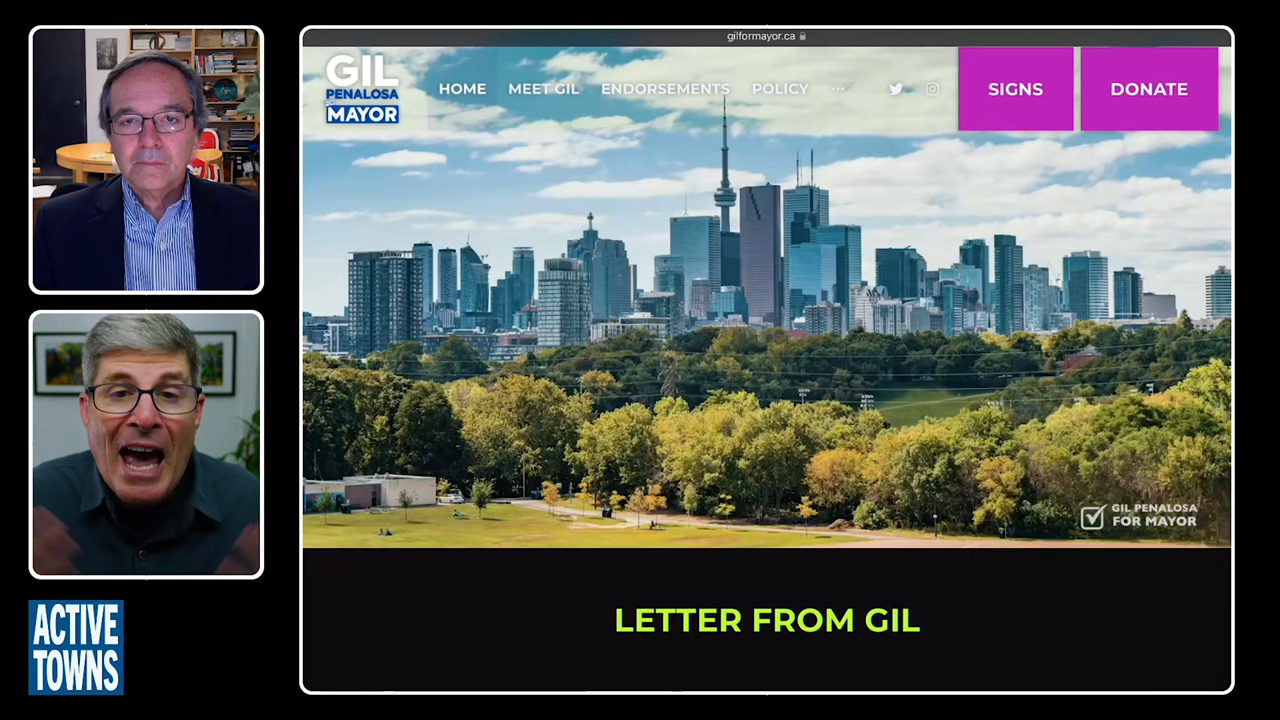 gilformayor.ca
GIL
PENALOSA
FOR
MAYOR
HOME
MEET GIL
ENDORSEMENTS
POLICY
SIGNS
DONATE
GIL PENALOSA
FOR MAYOR
LETTER FROM GIL
ACTIVE
TOWNS